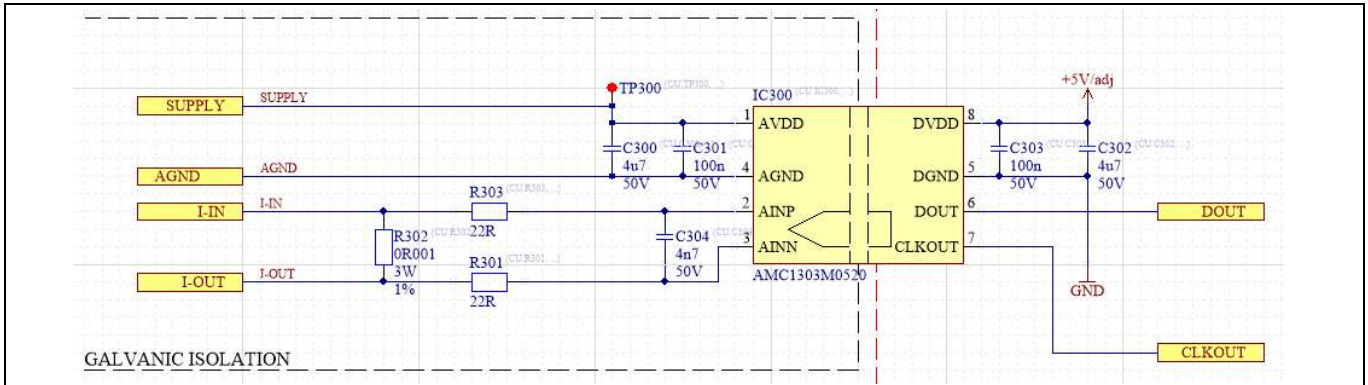 TP300 (CU.TP300, ...)
+5V/adj
SUPPLY SUPPLY
IC300
1 AVDD DVDD 8
C300 C301 C303 C302
4u7 100n 100n 4u7
50V 50V 50V 50V
AGND AGND
4 AGND DGND 5
R303
I-IN I-IN
2 AINP DOUT 6 DOUT
22R
R302
0R001
3W
1%
C304
4n7
50V
3 AINN CLKOUT 7
R301
I-OUT I-OUT
22R
AMC1303M0520
GND
GALVANIC ISOLATION
CLKOUT